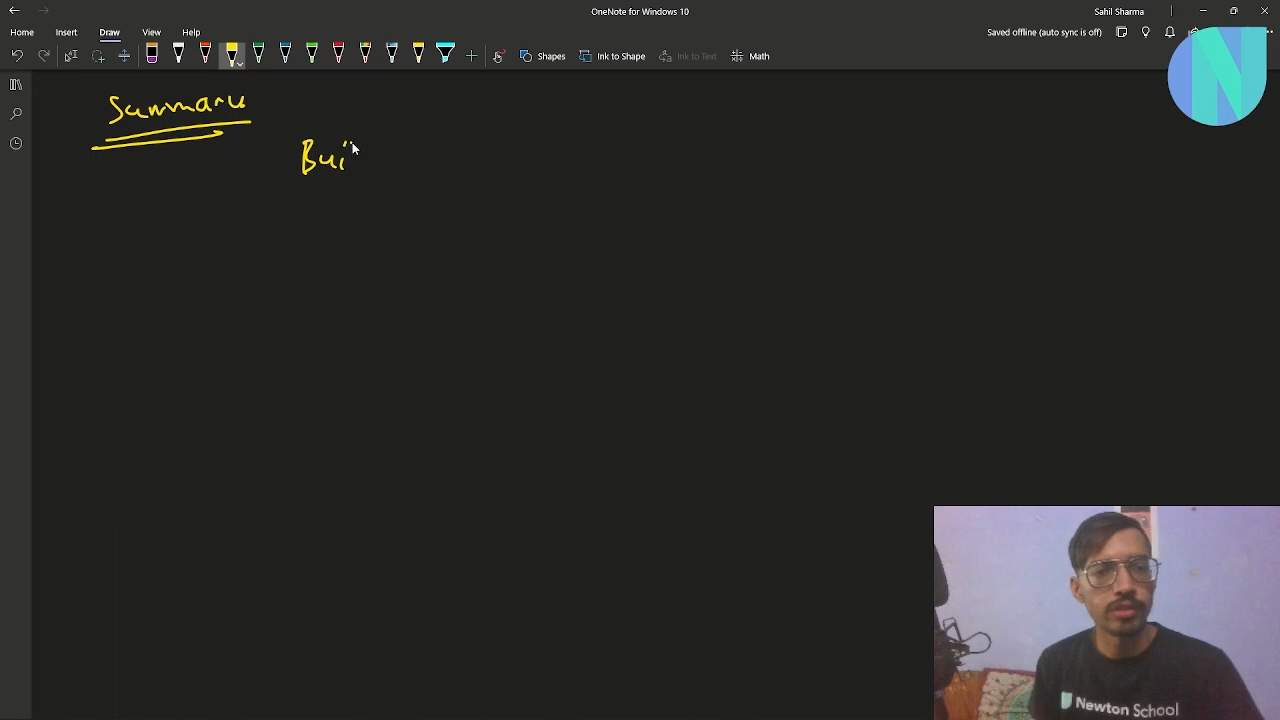 OneNote for Windows 10
Sahil Sharma
Home Insert Draw View Help
Saved offline (auto sync is off)
Shapes Ink to Shape Ink to Text Math
Summary
Bui
Newton School